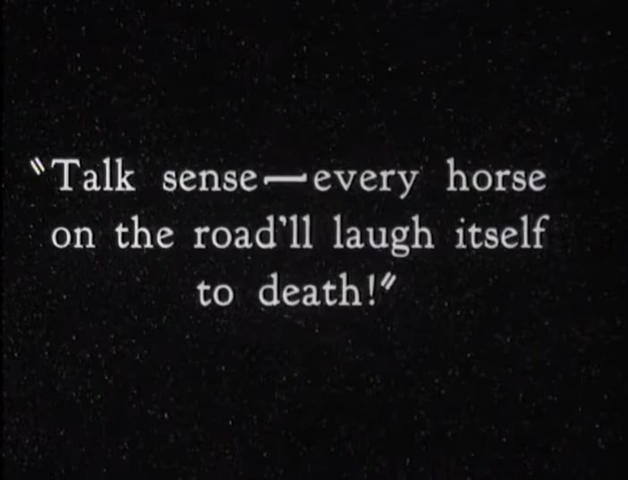 "Talk sense—every horse
on the road'll laugh itself
to death!"